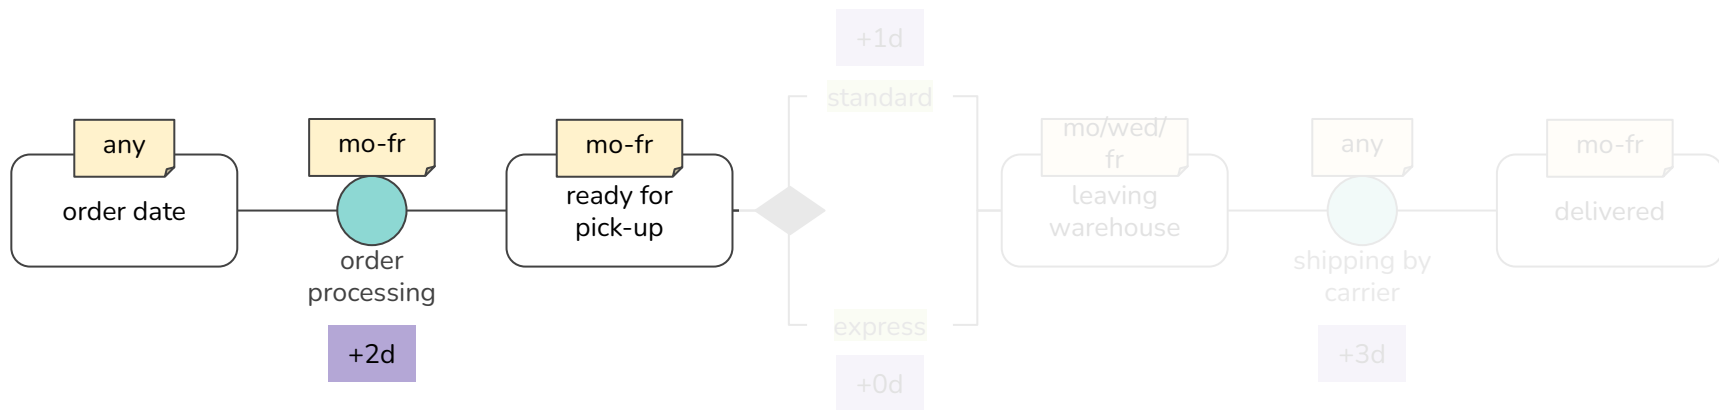 +1d
standard
any
mo-fr
mo-fr
mo/wed/
fr
any
mo-fr
order date
ready for
pick-up
leaving
warehouse
delivered
order
processing
shipping by
carrier
express
+2d
+0d
+3d